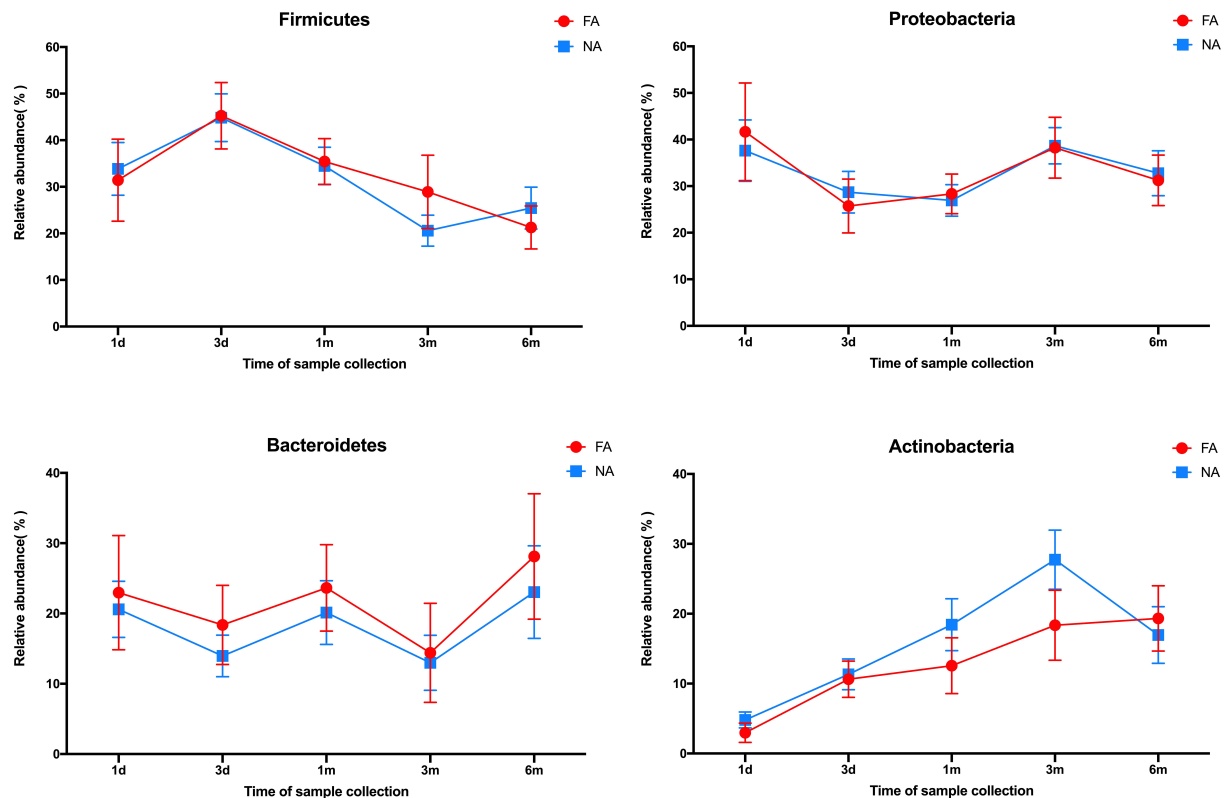 Firmicutes
FA
NA
Relative abundance( % )
60
50
40
30
20
10
0
1d 3d 1m 3m 6m
Time of sample collection
Proteobacteria
FA
NA
Relative abundance( % )
60
50
40
30
20
10
0
1d 3d 1m 3m 6m
Time of sample collection
Bacteroidetes
FA
NA
Relative abundance( % )
40
30
20
10
0
1d 3d 1m 3m 6m
Time of sample collection
Actinobacteria
FA
NA
Relative abundance( % )
40
30
20
10
0
1d 3d 1m 3m 6m
Time of sample collection